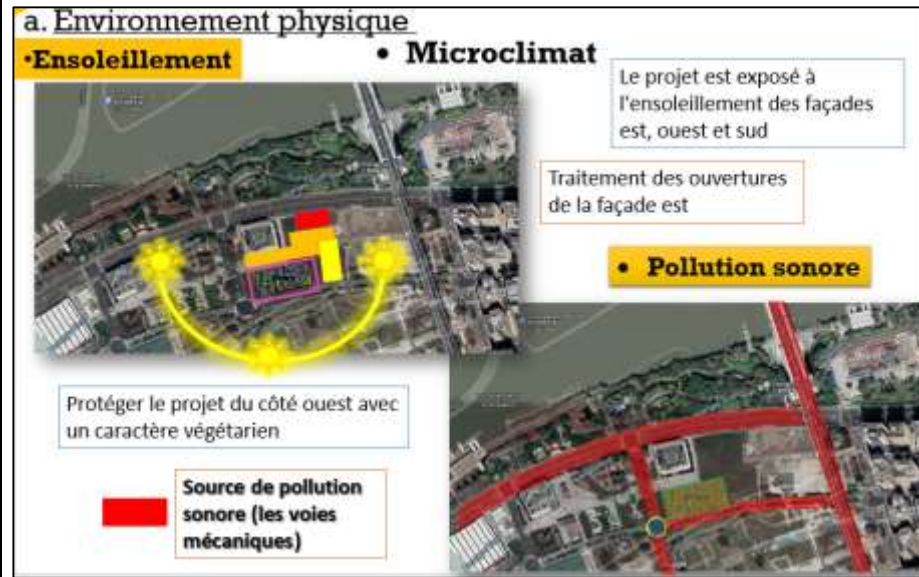 a. Environnement physique
•Ensoleillement
• Microclimat
Le projet est exposé à
l'ensoleillement des façades
est, ouest et sud
Traitement des ouvertures
de la façade est
• Pollution sonore
Protéger le projet du côté ouest avec
un caractère végétarien
Source de pollution
sonore (les voies
mécaniques)